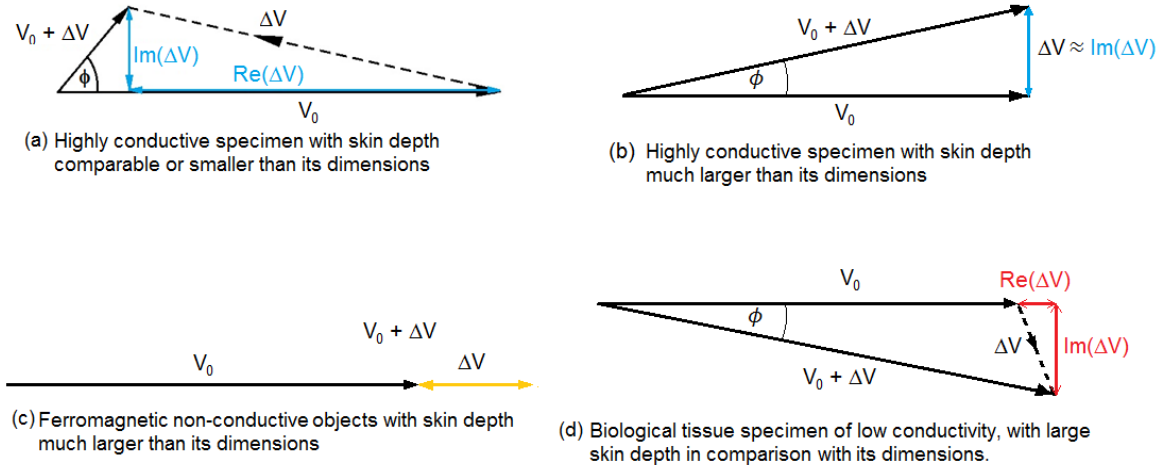 V0 + ΔV
ΔV
Im(ΔV)
ϕ
Re(ΔV)
V0
(a) Highly conductive specimen with skin depth
comparable or smaller than its dimensions
V0 + ΔV
ΔV ≈ Im(ΔV)
ϕ
V0
(b) Highly conductive specimen with skin depth
much larger than its dimensions
V0 + ΔV
V0
ΔV
(c) Ferromagnetic non-conductive objects with skin depth
much larger than its dimensions
V0
Re(ΔV)
ϕ
ΔV
Im(ΔV)
V0 + ΔV
(d) Biological tissue specimen of low conductivity, with large
skin depth in comparison with its dimensions.